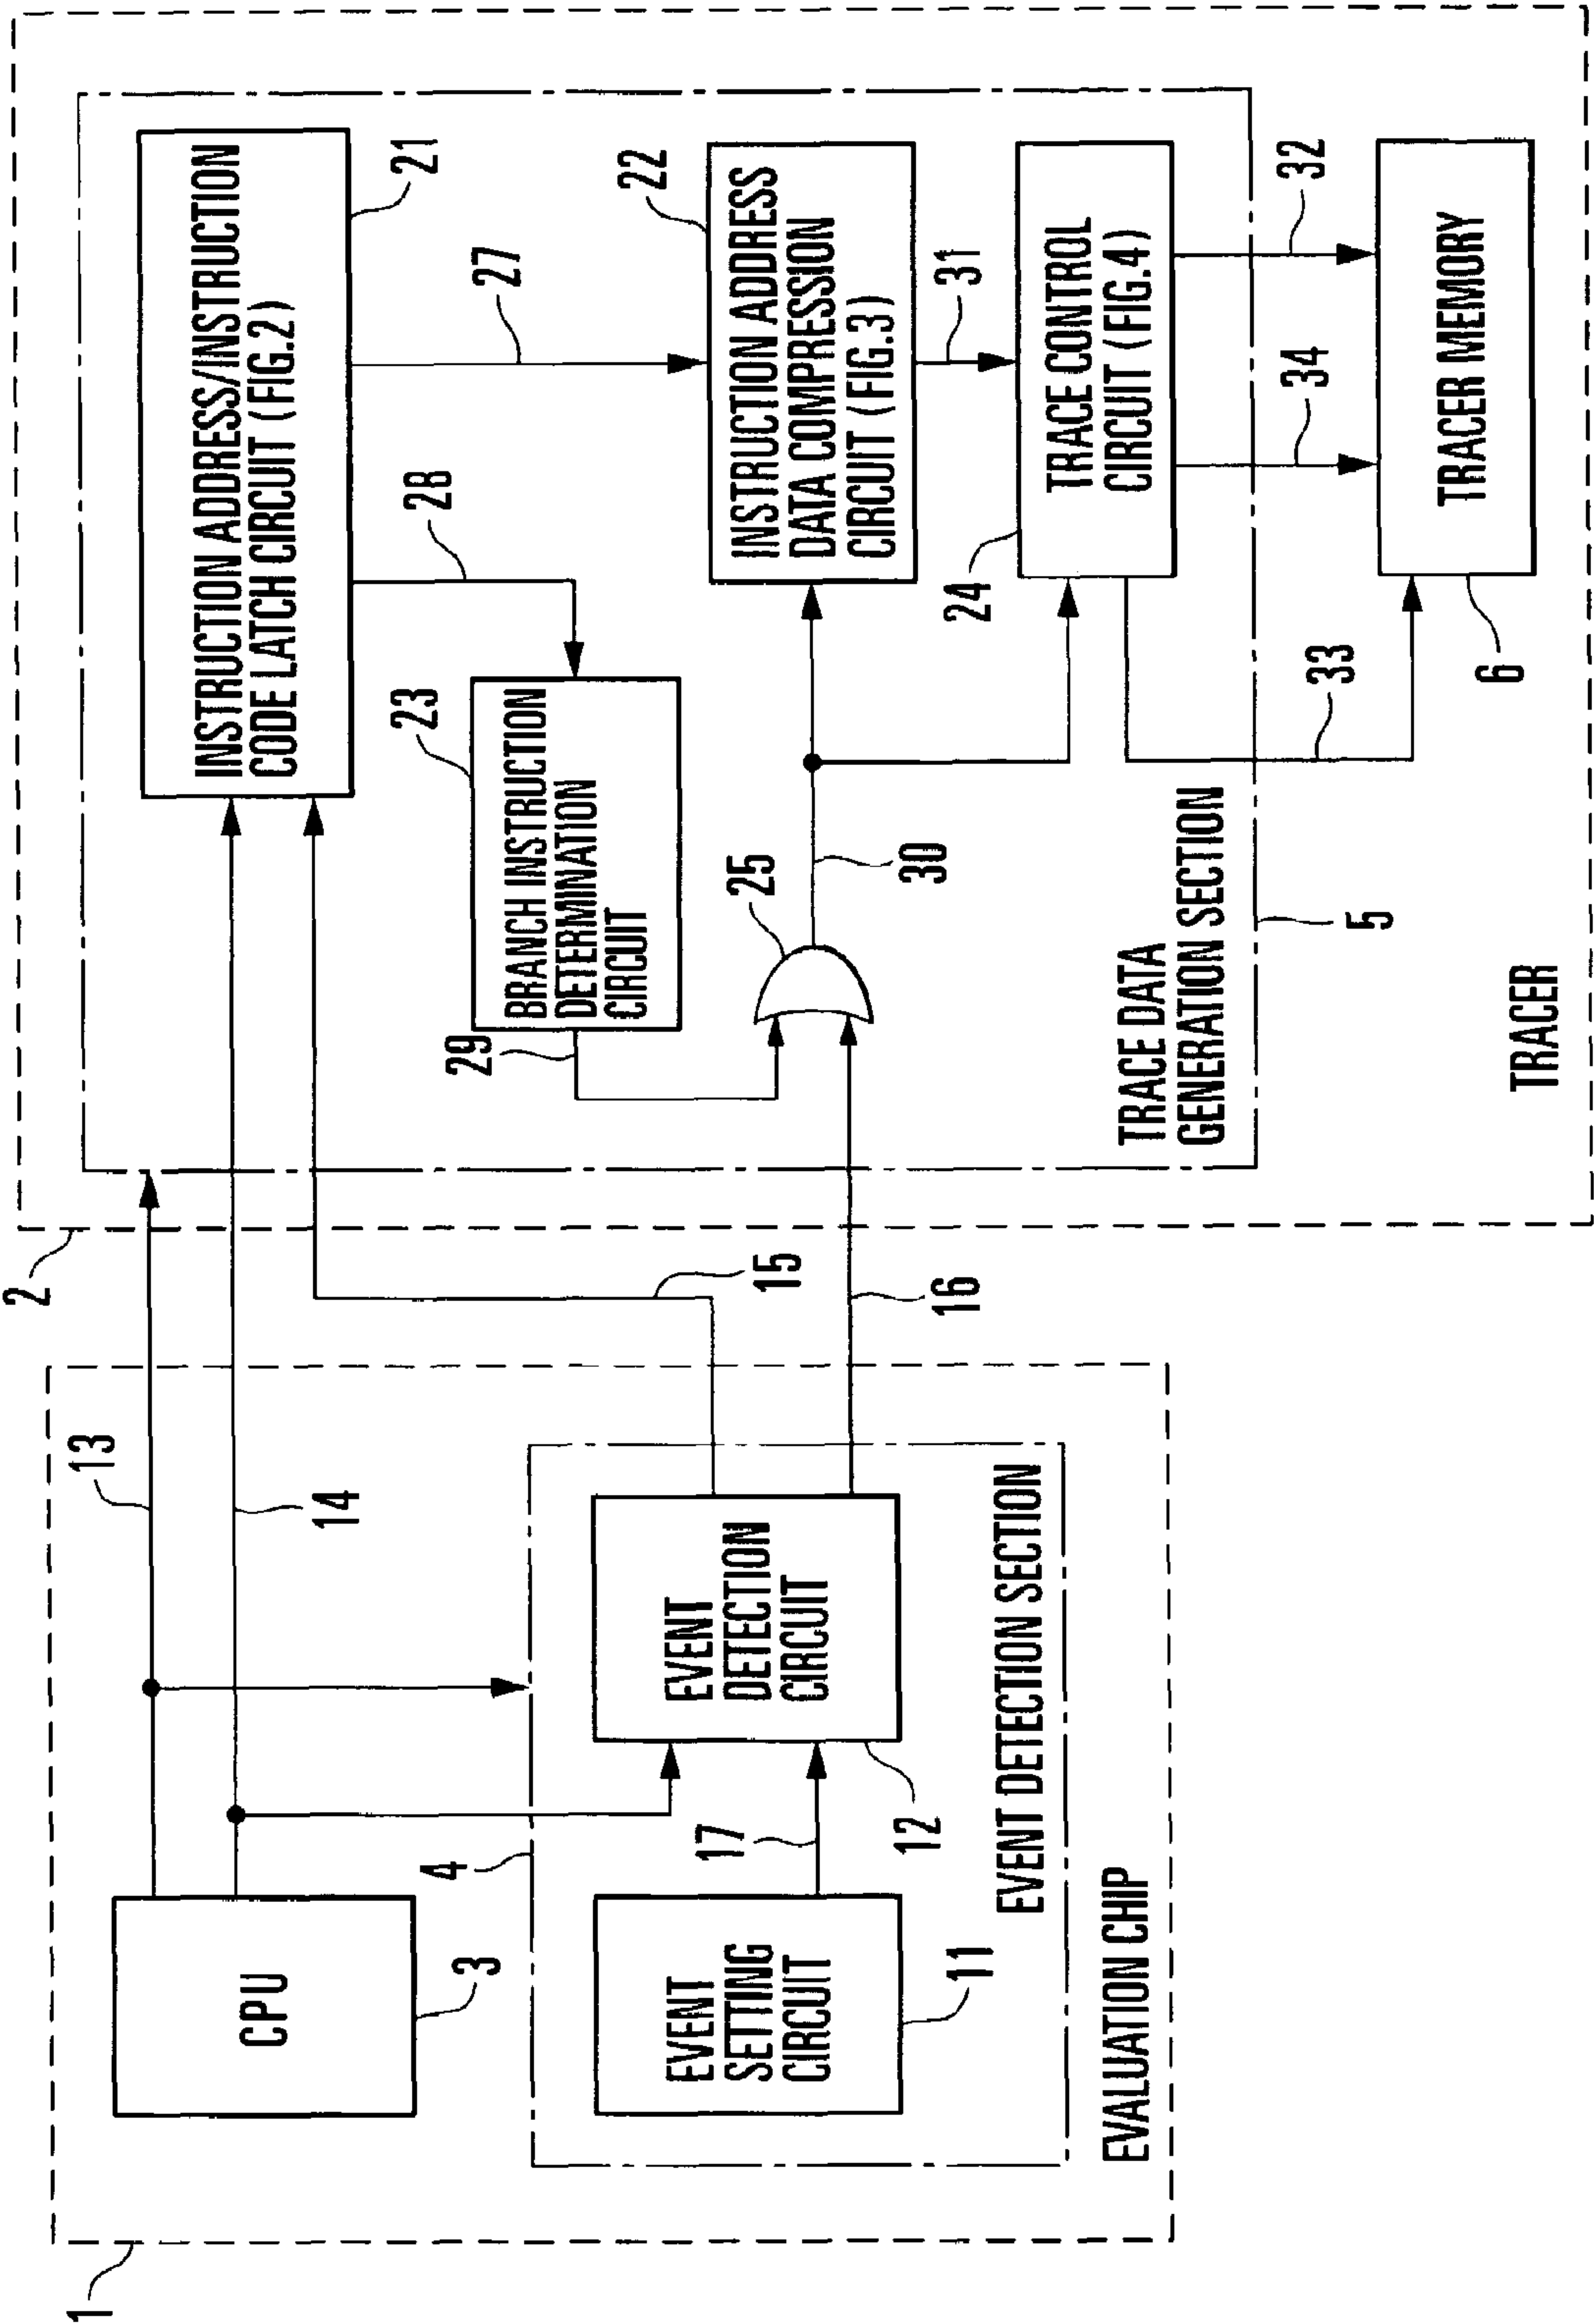 1
2
13
14
CPU
3
4
EVENT
SETTING
CIRCUIT
11
17
EVENT
DETECTION
CIRCUIT
12
EVENT DETECTION SECTION
EVALUATION CHIP
15
16
INSTRUCTION ADDRESS/INSTRUCTION
CODE LATCH CIRCUIT (FIG.2)
21
28
27
23
BRANCH INSTRUCTION
DETERMINATION
CIRCUIT
29
25
30
22
INSTRUCTION ADDRESS
DATA COMPRESSION
CIRCUIT (FIG.3)
31
24
TRACE CONTROL
CIRCUIT (FIG.4)
TRACE DATA
GENERATION SECTION
5
33
34
32
TRACER MEMORY
6
TRACER